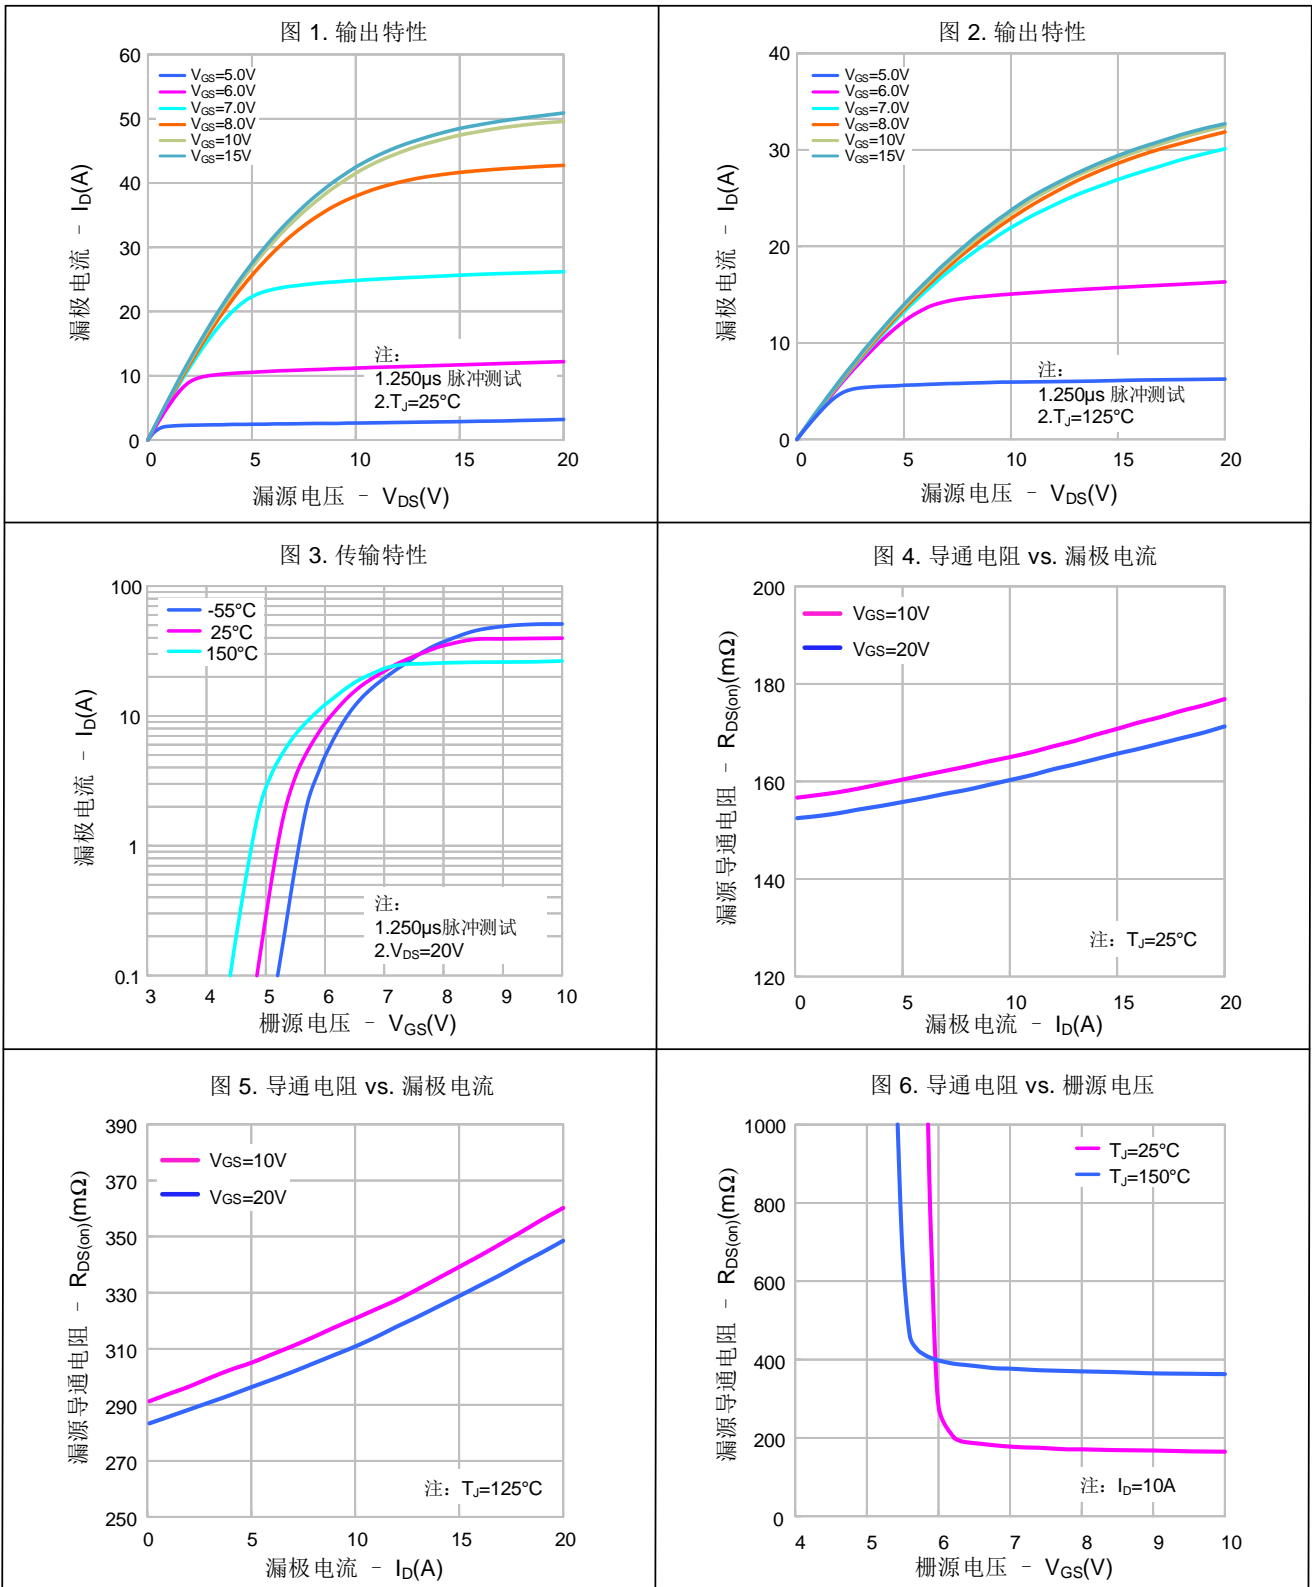 图 1. 输出特性
60
50
40
30
20
10
0
VGS=5.0V
VGS=6.0V
VGS=7.0V
VGS=8.0V
VGS=10V
VGS=15V
漏极电流 - ID(A)
注：
1.250μs 脉冲测试
2.TJ=25°C
0 5 10 15 20
漏源电压 - VDS(V)
图 2. 输出特性
40
30
20
10
0
VGS=5.0V
VGS=6.0V
VGS=7.0V
VGS=8.0V
VGS=10V
VGS=15V
漏极电流 - ID(A)
注：
1.250μs 脉冲测试
2.TJ=125°C
0 5 10 15 20
漏源电压 - VDS(V)
图 3. 传输特性
100
10
1
0.1
-55°C
25°C
150°C
漏极电流 - ID(A)
注：
1.250μs脉冲测试
2.VDS=20V
3 4 5 6 7 8 9 10
栅源电压 - VGS(V)
图 4. 导通电阻 vs. 漏极电流
200
180
160
140
120
VGS=10V
VGS=20V
漏源导通电阻 - RDS(on)(mΩ)
注：TJ=25°C
0 5 10 15 20
漏极电流 - ID(A)
图 5. 导通电阻 vs. 漏极电流
390
370
350
330
310
290
270
250
VGS=10V
VGS=20V
漏源导通电阻 - RDS(on)(mΩ)
注：TJ=125°C
0 5 10 15 20
漏极电流 - ID(A)
图 6. 导通电阻 vs. 栅源电压
1000
800
600
400
200
0
TJ=25°C
TJ=150°C
漏源导通电阻 - RDS(on)(mΩ)
注：ID=10A
4 5 6 7 8 9 10
栅源电压 - VGS(V)